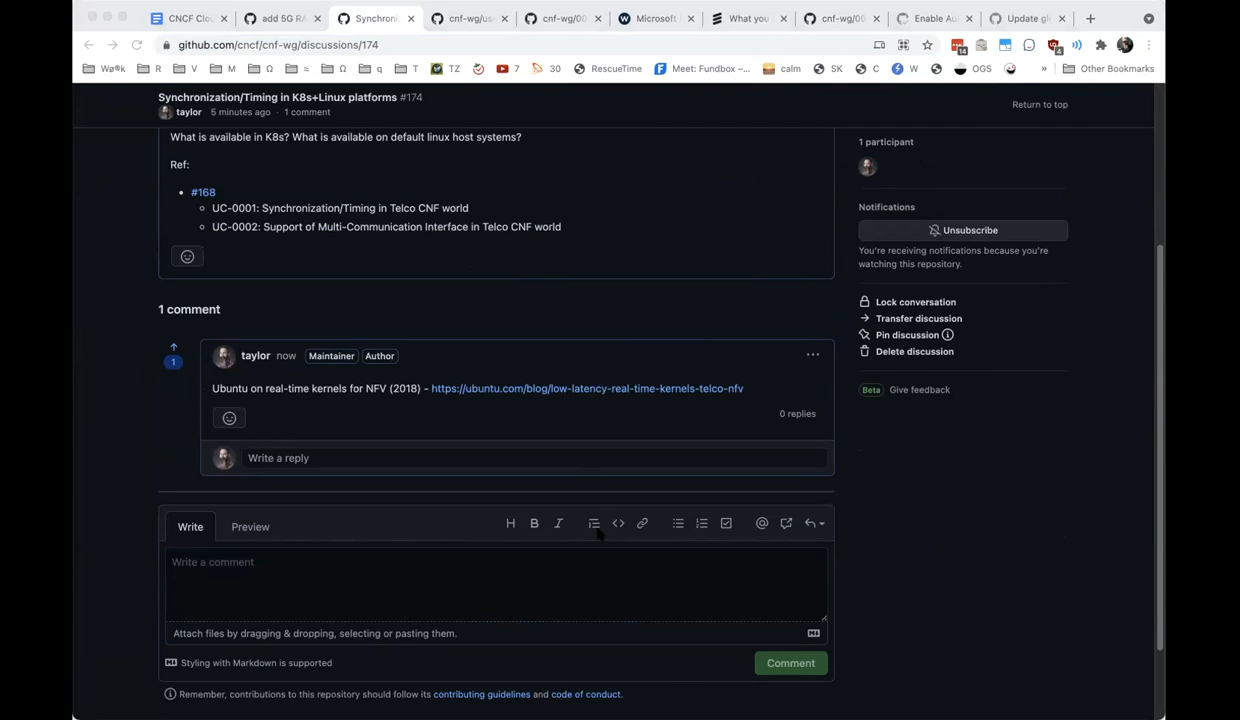 CNCF Clou
add 5G RA
Synchroni
cnf-wg/us
cnf-wg/00
Microsoft
What you
cnf-wg/00
Enable Au
Update gl
github.com/cncf/cnf-wg/discussions/174
14
4
Wø®k
R
V
M
Ω
≈
Ω
q
T
TZ
7
30
RescueTime
Meet: Fundbox –...
calm
SK
C
W
OGS
»
Other Bookmarks
Synchronization/Timing in K8s+Linux platforms #174
taylor 5 minutes ago · 1 comment
Return to top
What is available in K8s? What is available on default linux host systems?
Ref:
#168
UC-0001: Synchronization/Timing in Telco CNF world
UC-0002: Support of Multi-Communication Interface in Telco CNF world
1 participant
Notifications
Unsubscribe
You're receiving notifications because you're
watching this repository.
Lock conversation
Transfer discussion
Pin discussion
Delete discussion
Beta Give feedback
1 comment
1
taylor now Maintainer Author
Ubuntu on real-time kernels for NFV (2018) - https://ubuntu.com/blog/low-latency-real-time-kernels-telco-nfv
0 replies
Write a reply
Write Preview
Write a comment
Attach files by dragging & dropping, selecting or pasting them.
Styling with Markdown is supported
Comment
Remember, contributions to this repository should follow its contributing guidelines and code of conduct.